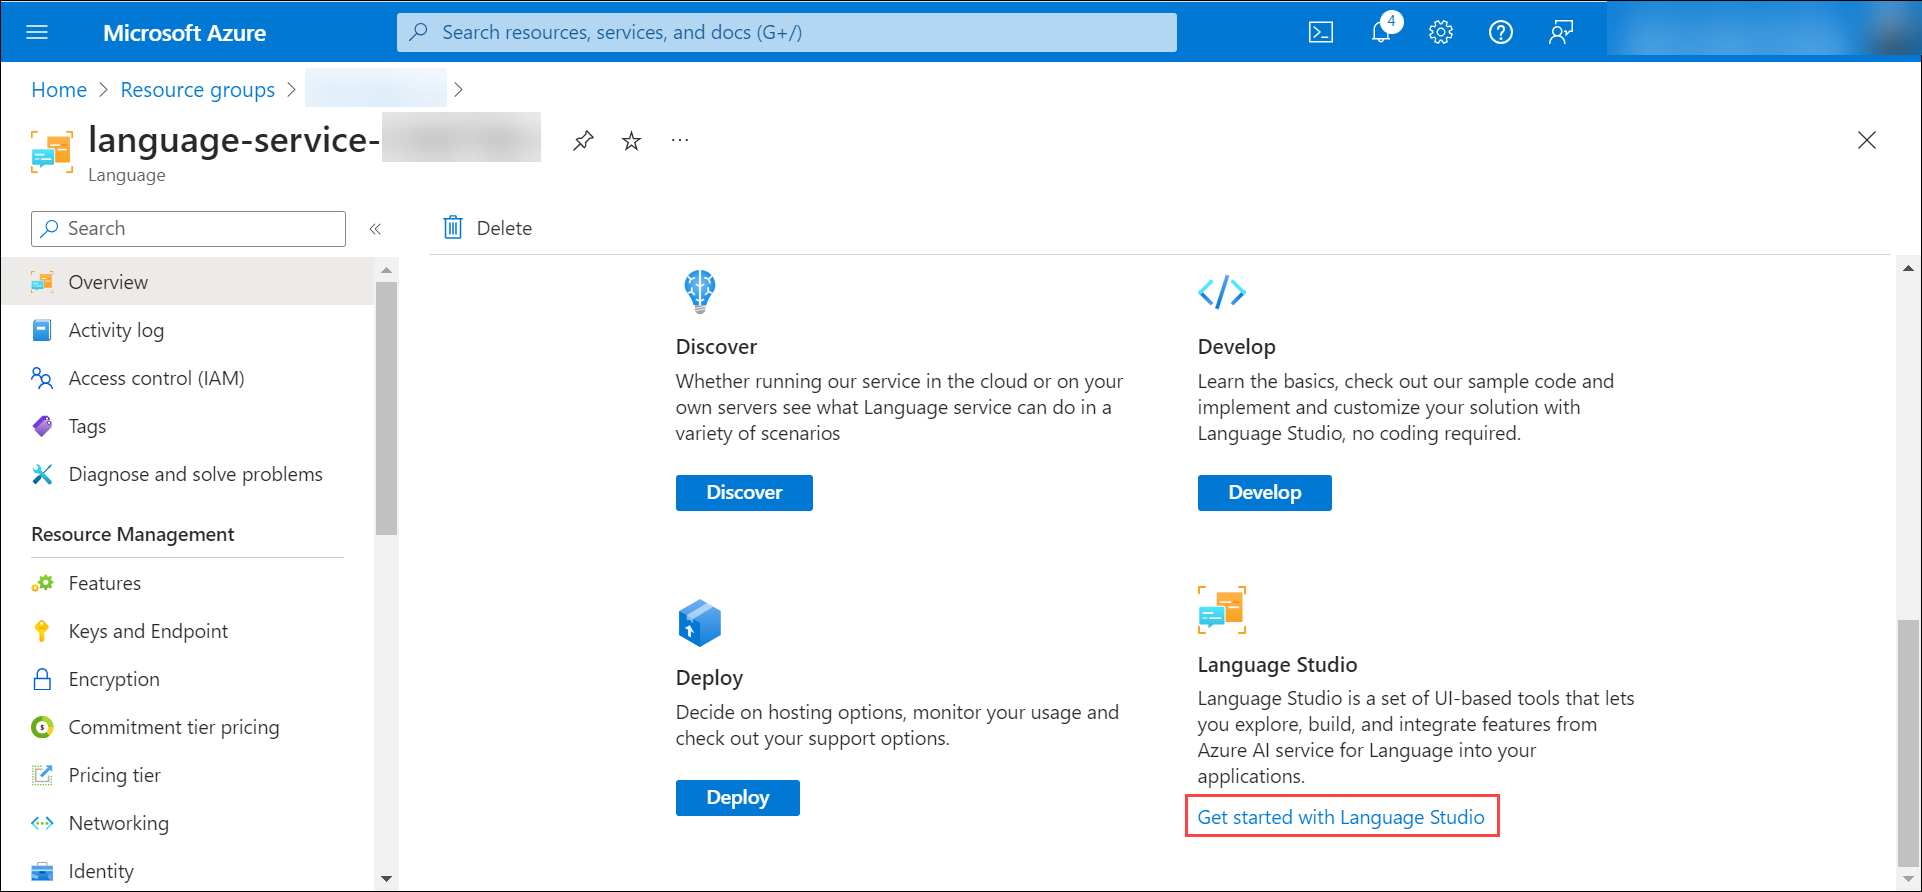 Microsoft Azure
Search resources, services, and docs (G+/)
4
Home > Resource groups > >
language-service-
Language
Search
«
Delete
Overview
Activity log
Access control (IAM)
Tags
Diagnose and solve problems
Resource Management
Features
Keys and Endpoint
Encryption
Commitment tier pricing
Pricing tier
Networking
Identity
Discover
Whether running our service in the cloud or on your
own servers see what Language service can do in a
variety of scenarios
Discover
Develop
Learn the basics, check out our sample code and
implement and customize your solution with
Language Studio, no coding required.
Develop
Deploy
Decide on hosting options, monitor your usage and
check out your support options.
Deploy
Language Studio
Language Studio is a set of UI-based tools that lets
you explore, build, and integrate features from
Azure AI service for Language into your
applications.
Get started with Language Studio